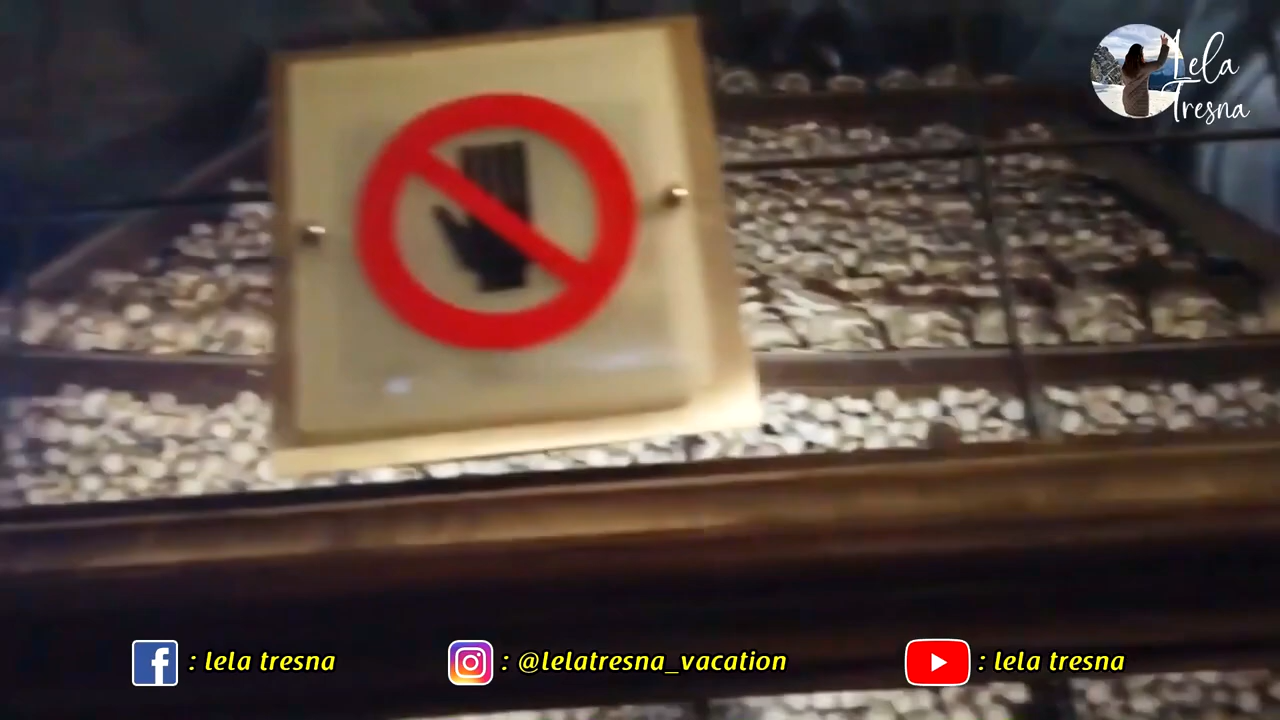 Lela
Tresna
: lela tresna
: @lelatresna_vacation
: lela tresna